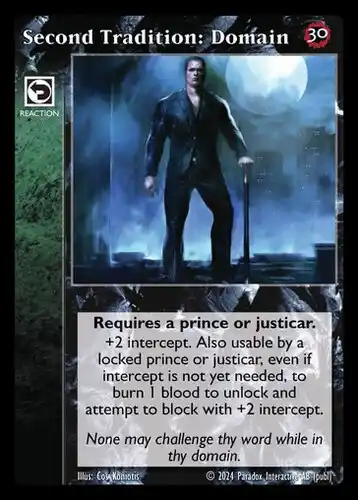 Second Tradition: Domain 30
REACTION
Requires a prince or justicar.
+2 intercept. Also usable by a
locked prince or justicar, even if
intercept is not yet needed, to
burn 1 blood to unlock and
attempt to block with +2 intercept.
None may challenge thy word while in
thy domain.
Illus: Cos Koniotis © 2024 Paradox Interactive AB (publ)